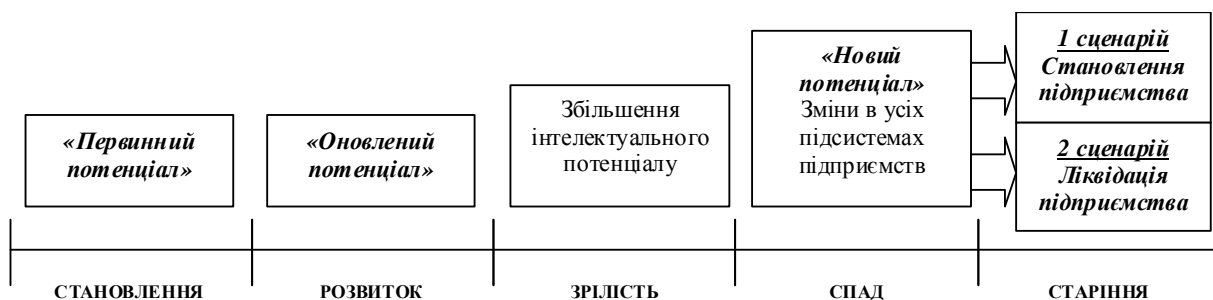 «Первинний
потенціал»
«Оновлений
потенціал»
Збільшення
інтелектуального
потенціалу
«Новий
потенціал»
Зміни в усіх
підсистемах
підприємств
1 сценарій
Становлення
підприємства
2 сценарій
Ліквідація
підприємства
СТАНОВЛЕННЯ
РОЗВИТОК
ЗРІЛІСТЬ
СПАД
СТАРІННЯ